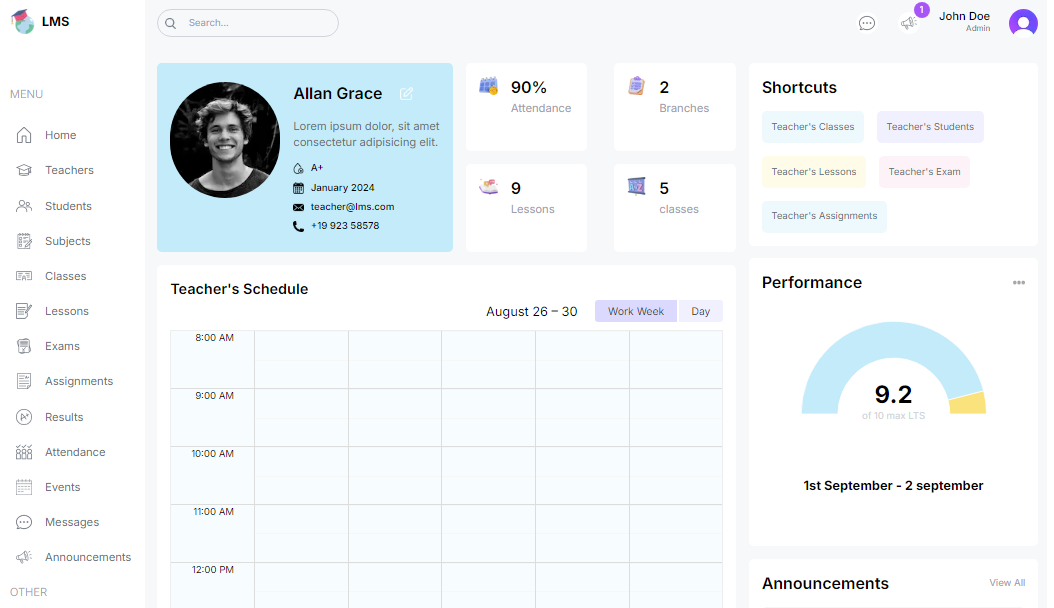 LMS
Search...
1
John Doe
Admin
MENU
Home
Teachers
Students
Subjects
Classes
Lessons
Exams
Assignments
Results
Attendance
Events
Messages
Announcements
OTHER
Allan Grace
Lorem ipsum dolor, sit amet
consectetur adipisicing elit.
A+
January 2024
teacher@lms.com
+19 923 58578
90%
Attendance
2
Branches
9
Lessons
5
classes
Teacher's Schedule
August 26 – 30
Work Week
Day
8:00 AM
9:00 AM
10:00 AM
11:00 AM
12:00 PM
Shortcuts
Teacher's Classes
Teacher's Students
Teacher's Lessons
Teacher's Exam
Teacher's Assignments
Performance
9.2
of 10 max LTS
1st September - 2 september
Announcements
View All